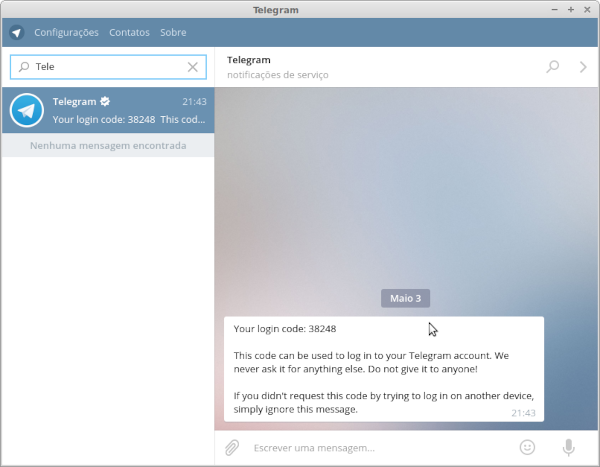 Telegram
Configurações Contatos Sobre
Tele
Telegram 21:43
Your login code: 38248 This cod...
Nenhuma mensagem encontrada
Telegram
notificações de serviço
Maio 3
Your login code: 38248
This code can be used to log in to your Telegram account. We
never ask it for anything else. Do not give it to anyone!
If you didn't request this code by trying to log in on another device,
simply ignore this message.
21:43
Escrever uma mensagem...